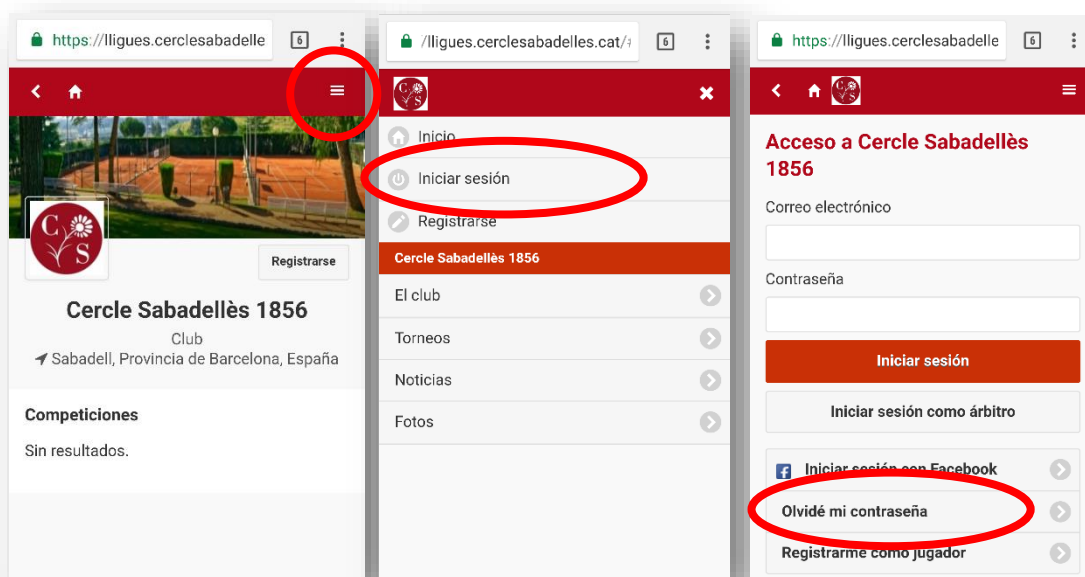 https://lligues.cerclesabadelle
6
C S
Registrarse
Cercle Sabadellès 1856
Club
Sabadell, Provincia de Barcelona, España
Competiciones
Sin resultados.
/lligues.cerclesabadelles.cat/#
6
C S
Inicio
Iniciar sesión
Registrarse
Cercle Sabadellès 1856
El club
Torneos
Noticias
Fotos
https://lligues.cerclesabadelle
6
C S
Acceso a Cercle Sabadellès
1856
Correo electrónico
Contraseña
Iniciar sesión
Iniciar sesión como árbitro
f Iniciar sesión con Facebook
Olvidé mi contraseña
Registrarme como jugador